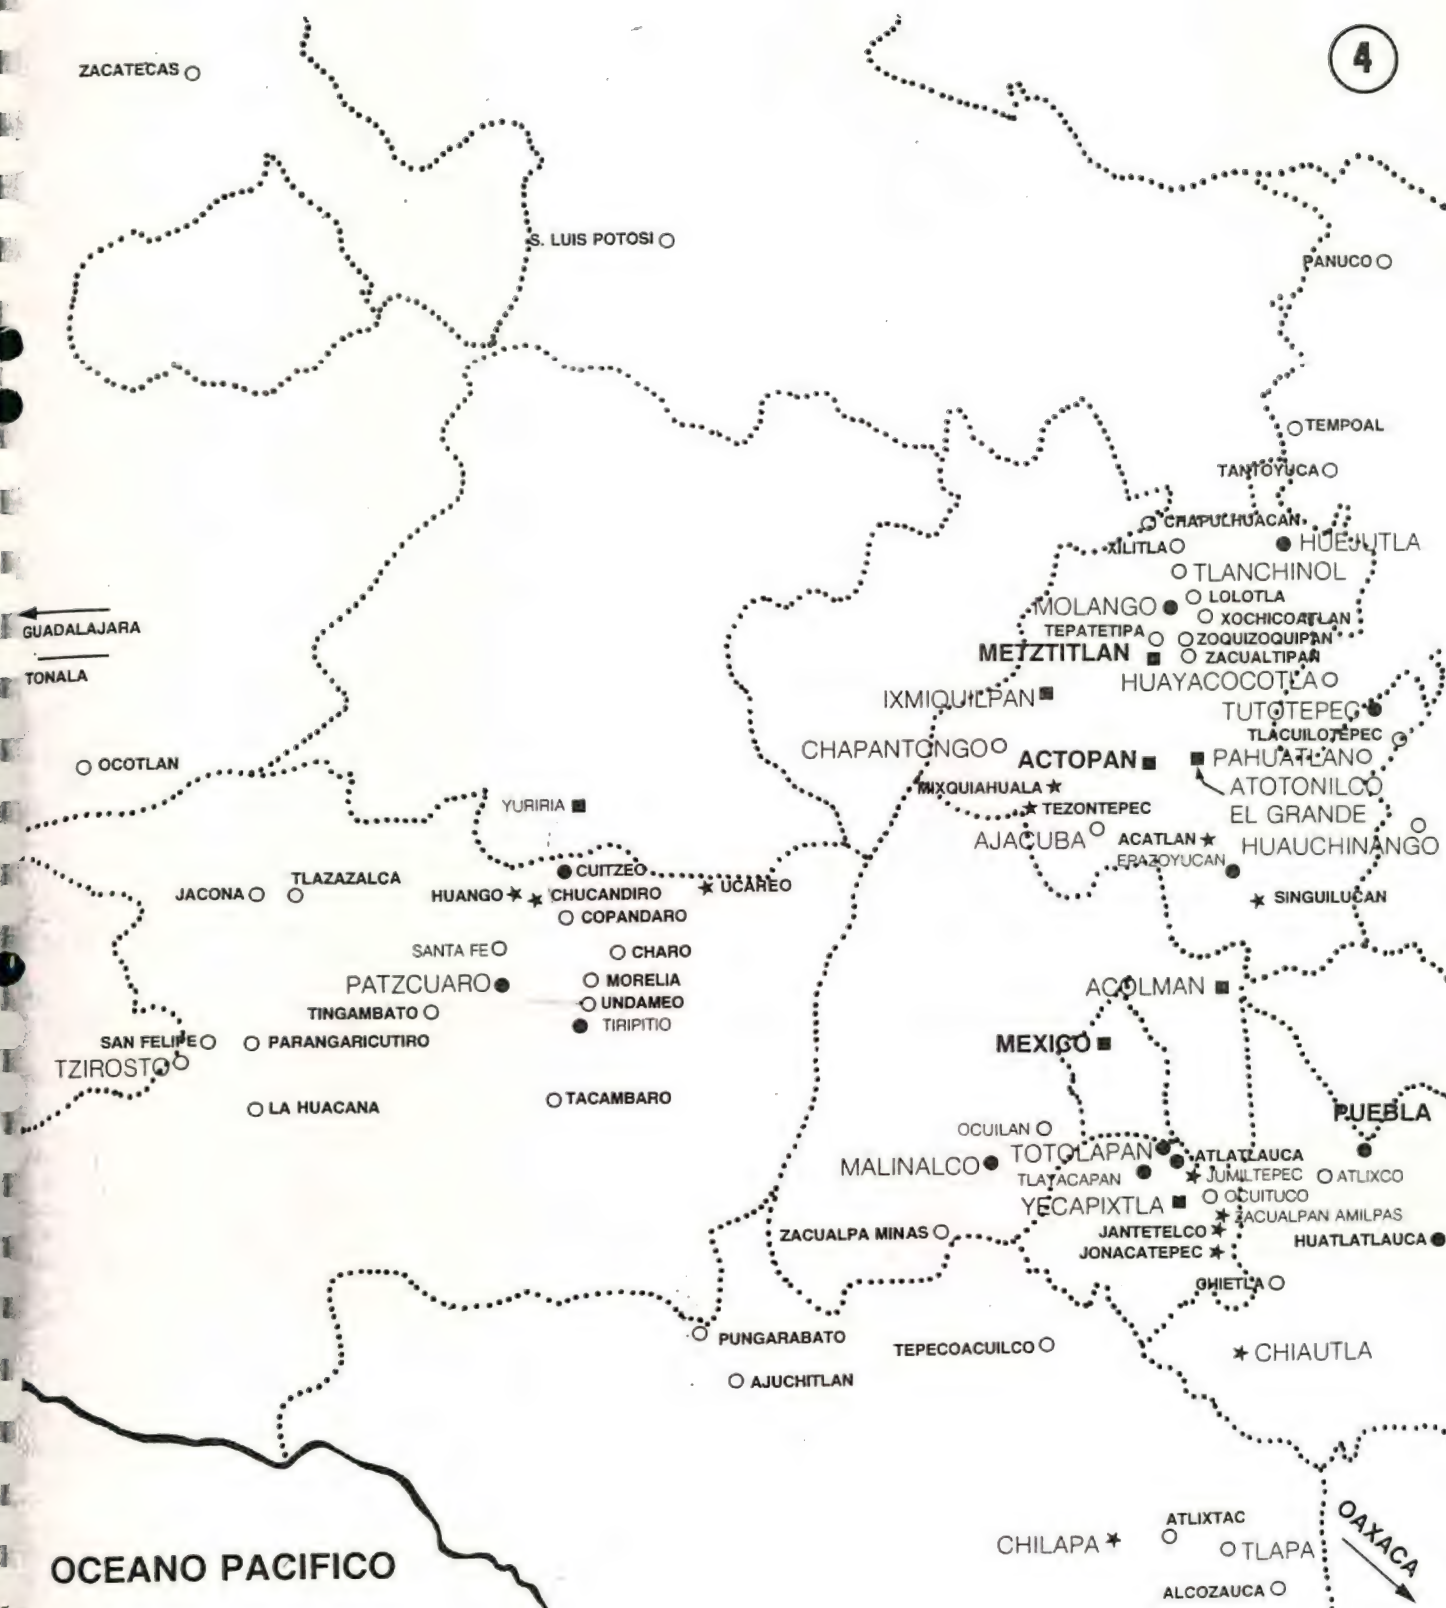 4
ZACATECAS
S. LUIS POTOSI
PANUCO
TEMPOAL
TANTOYUCA
CHAPULHUACAN
XILITLA
HUEJUTLA
TLANCHINOL
LOLOTLA
MOLANGO
XOCHICOATLAN
TEPATETIPA
ZOQUIZOQUIPAN
METZTITLAN
ZACUALTIPAN
HUAYACOCOTLA
IXMIQUILPAN
TUTOTEPEC
TLACUILOTEPEC
CHAPANTONGO
ACTOPAN
PAHUATLAN
ATOTONILCO
EL GRANDE
MIXQUIAHUALA
TEZONTEPEC
AJACUBA
ACATLAN
HUAUCHINANGO
EPAZOYUCAN
SINGUILUCAN
GUADALAJARA
TONALA
OCOTLAN
YURIRIA
CUITZEO
TLAZAZALCA
JACONA
HUANGO
CHUCANDIRO
UCAREO
COPANDARO
SANTA FE
CHARO
PATZCUARO
MORELIA
UNDAMEO
TINGAMBATO
TIRIPITIO
SAN FELIPE
PARANGARICUTIRO
TZIROSTO
LA HUACANA
TACAMBARO
ACOLMAN
MEXICO
PUEBLA
OCUILAN
TOTOLAPAN
ATLATLAUCA
MALINALCO
TLAYACAPAN
JUMILTEPEC
ATLIXCO
YECAPIXTLA
OCUITUCO
ZACUALPAN AMILPAS
ZACUALPA MINAS
JANTETELCO
HUATLATLAUCA
JONACATEPEC
CHIETLA
PUNGARABATO
TEPECOACUILCO
CHIAUTLA
AJUCHITLAN
OCEANO PACIFICO
CHILAPA
ATLIXTAC
TLAPA
ALCOZAUCA
OAXACA